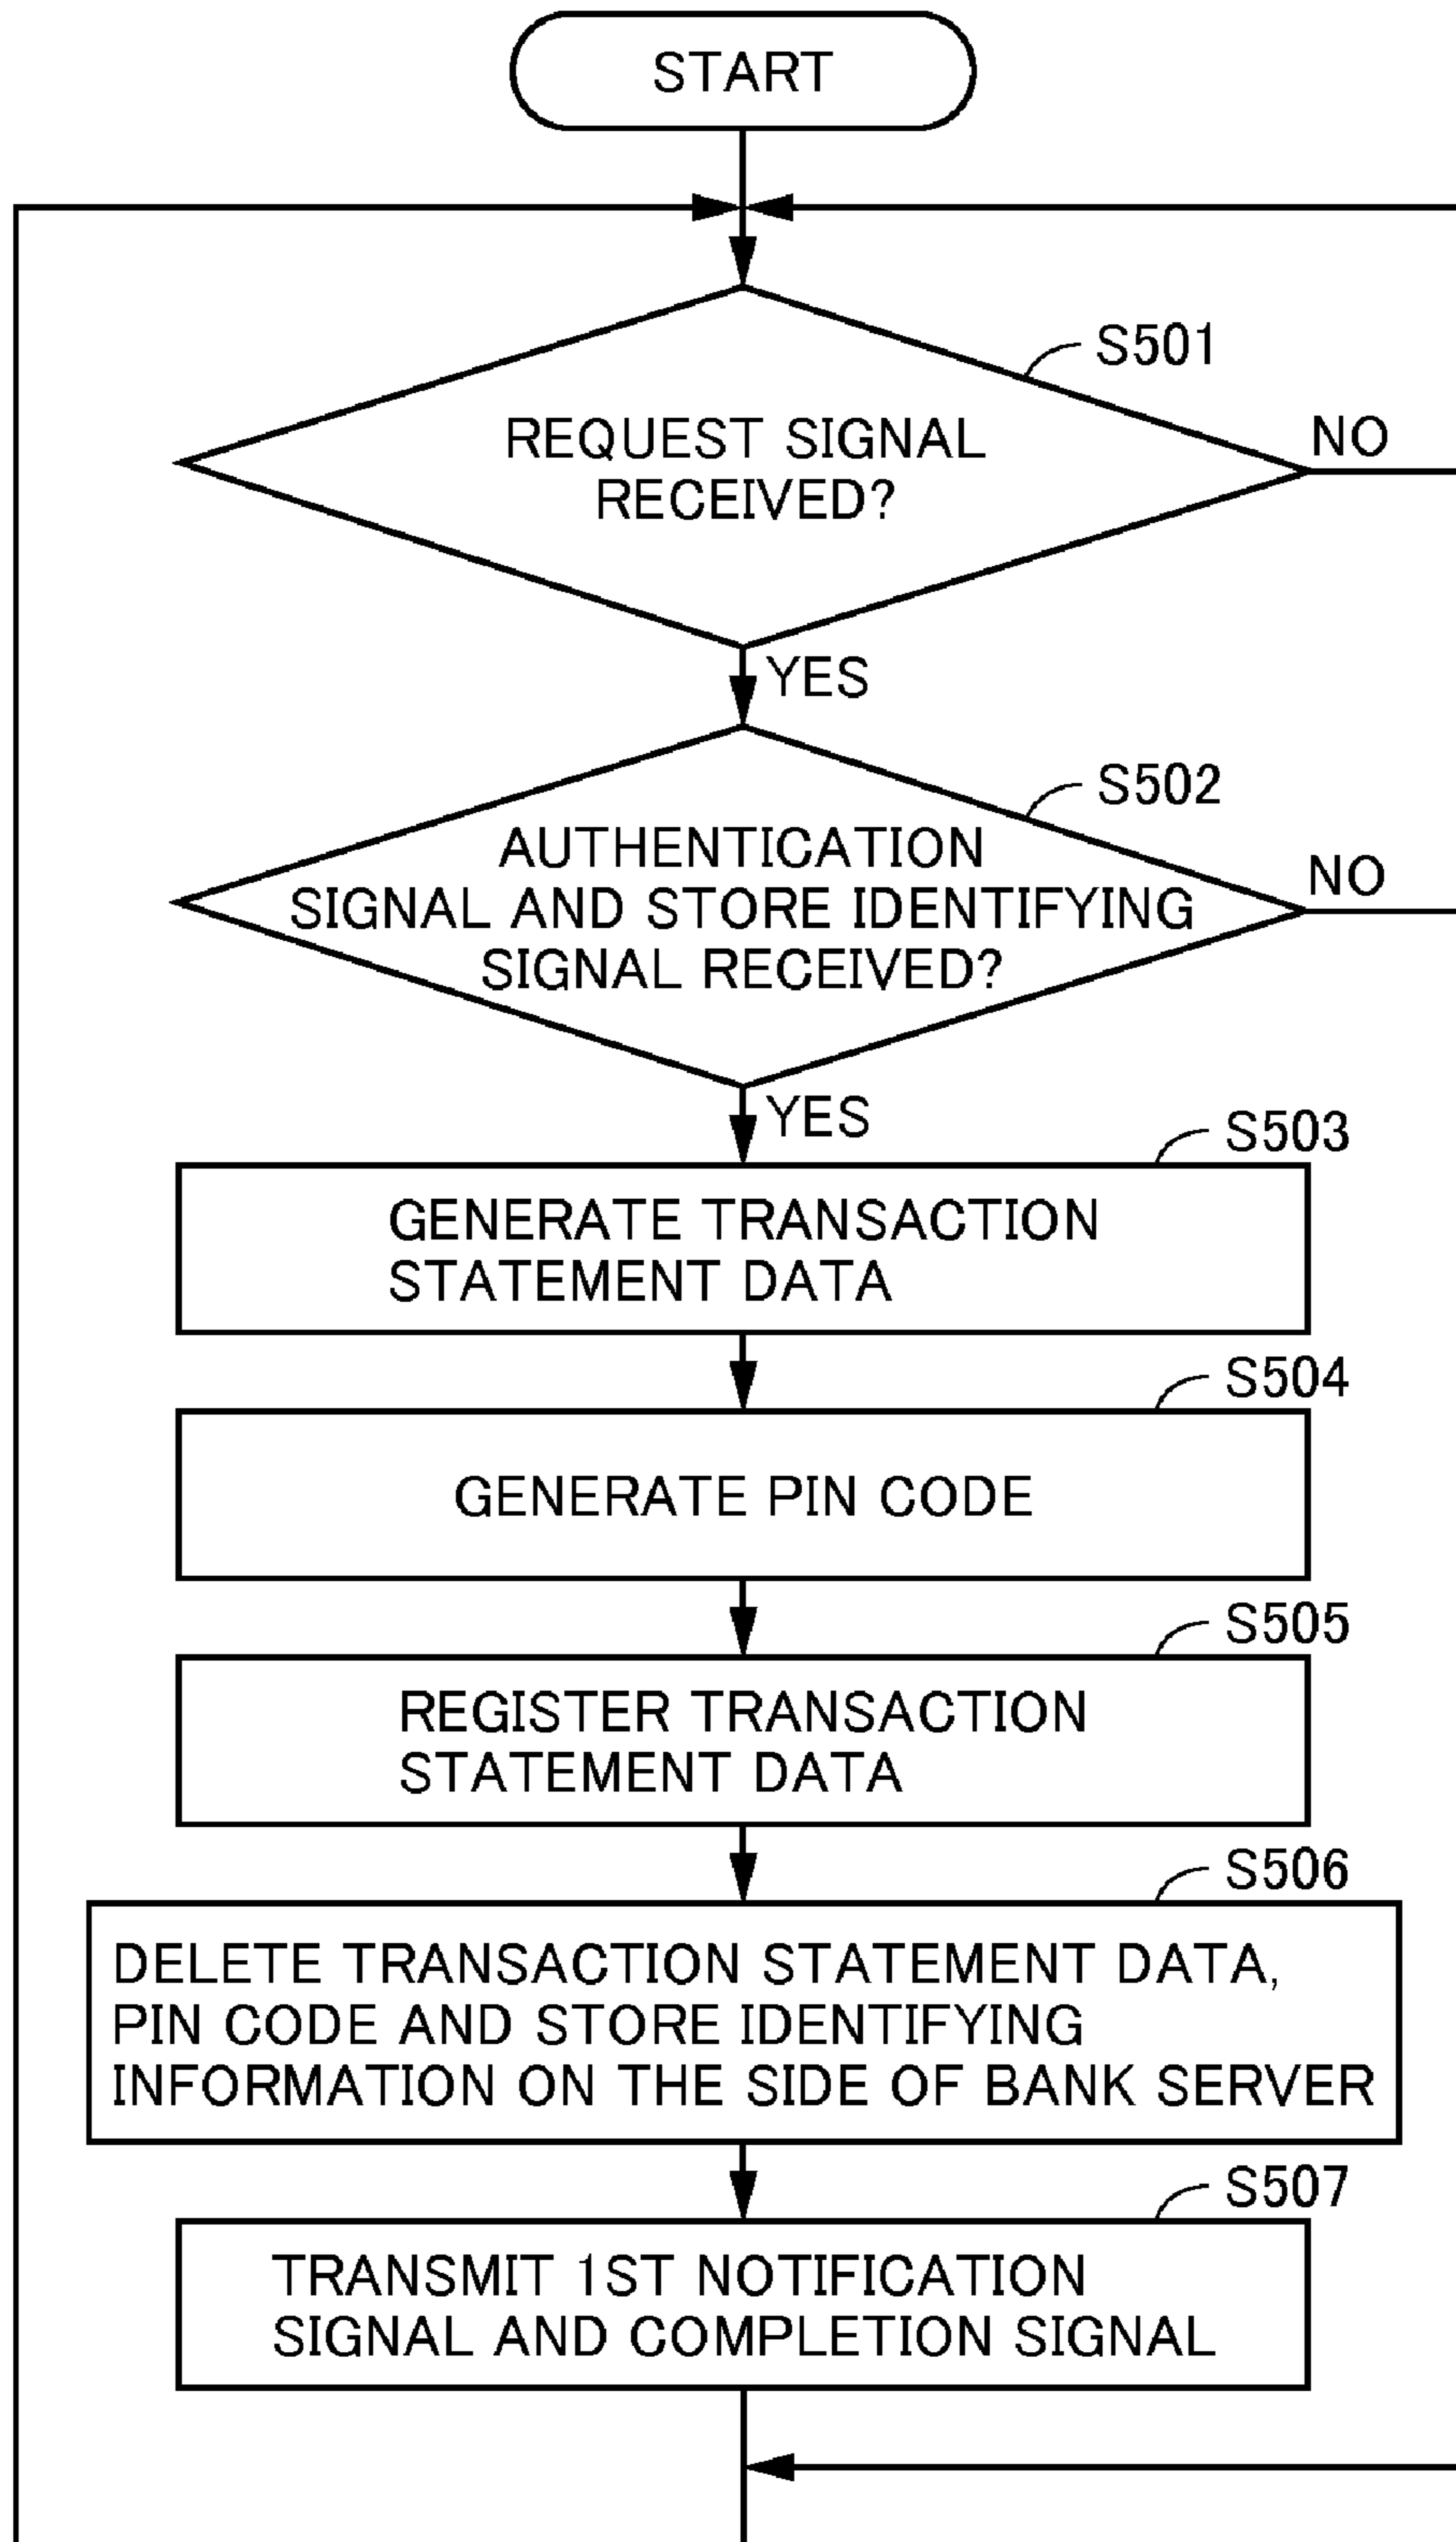 START
S501
REQUEST SIGNAL
RECEIVED?
NO
YES
S502
AUTHENTICATION
SIGNAL AND STORE IDENTIFYING
SIGNAL RECEIVED?
NO
YES
S503
GENERATE TRANSACTION
STATEMENT DATA
S504
GENERATE PIN CODE
S505
REGISTER TRANSACTION
STATEMENT DATA
S506
DELETE TRANSACTION STATEMENT DATA,
PIN CODE AND STORE IDENTIFYING
INFORMATION ON THE SIDE OF BANK SERVER
S507
TRANSMIT 1ST NOTIFICATION
SIGNAL AND COMPLETION SIGNAL